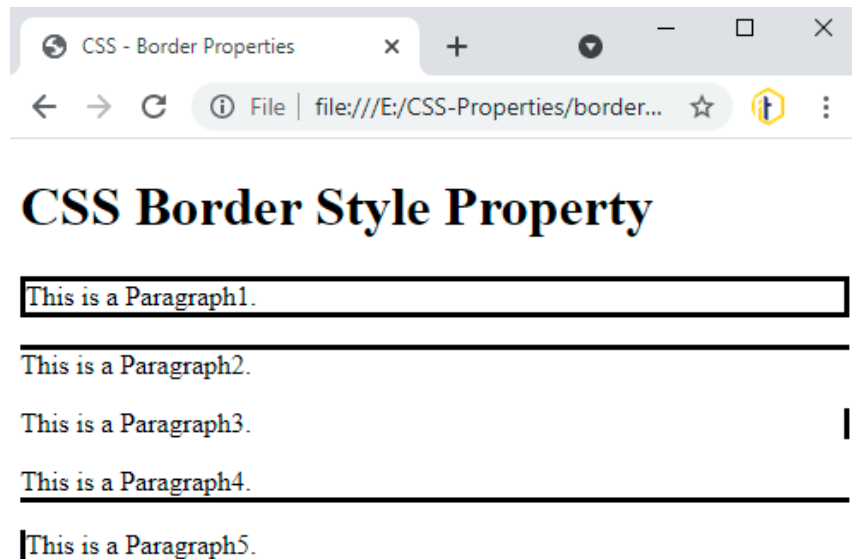 CSS - Border Properties
File | file:///E:/CSS-Properties/border...
CSS Border Style Property
This is a Paragraph1.
This is a Paragraph2.
This is a Paragraph3.
This is a Paragraph4.
This is a Paragraph5.